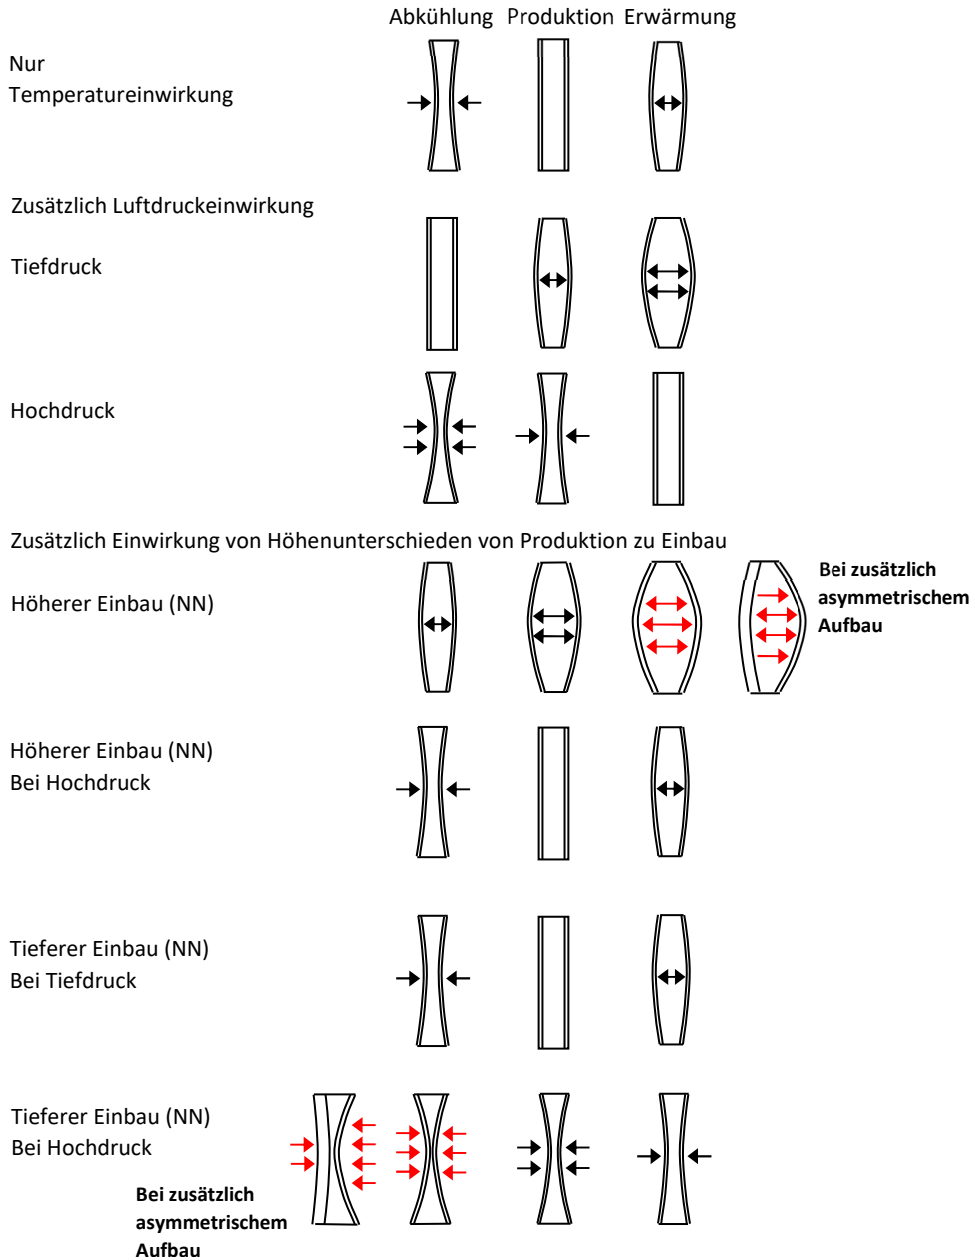 Abkühlung Produktion Erwärmung
Nur
Temperatureinwirkung
Zusätzlich Luftdruckeinwirkung
Tiefdruck
Hochdruck
Zusätzlich Einwirkung von Höhenunterschieden von Produktion zu Einbau
Höherer Einbau (NN)
Bei zusätzlich
asymmetrischem
Aufbau
Höherer Einbau (NN)
Bei Hochdruck
Tieferer Einbau (NN)
Bei Tiefdruck
Tieferer Einbau (NN)
Bei Hochdruck
Bei zusätzlich
asymmetrischem
Aufbau